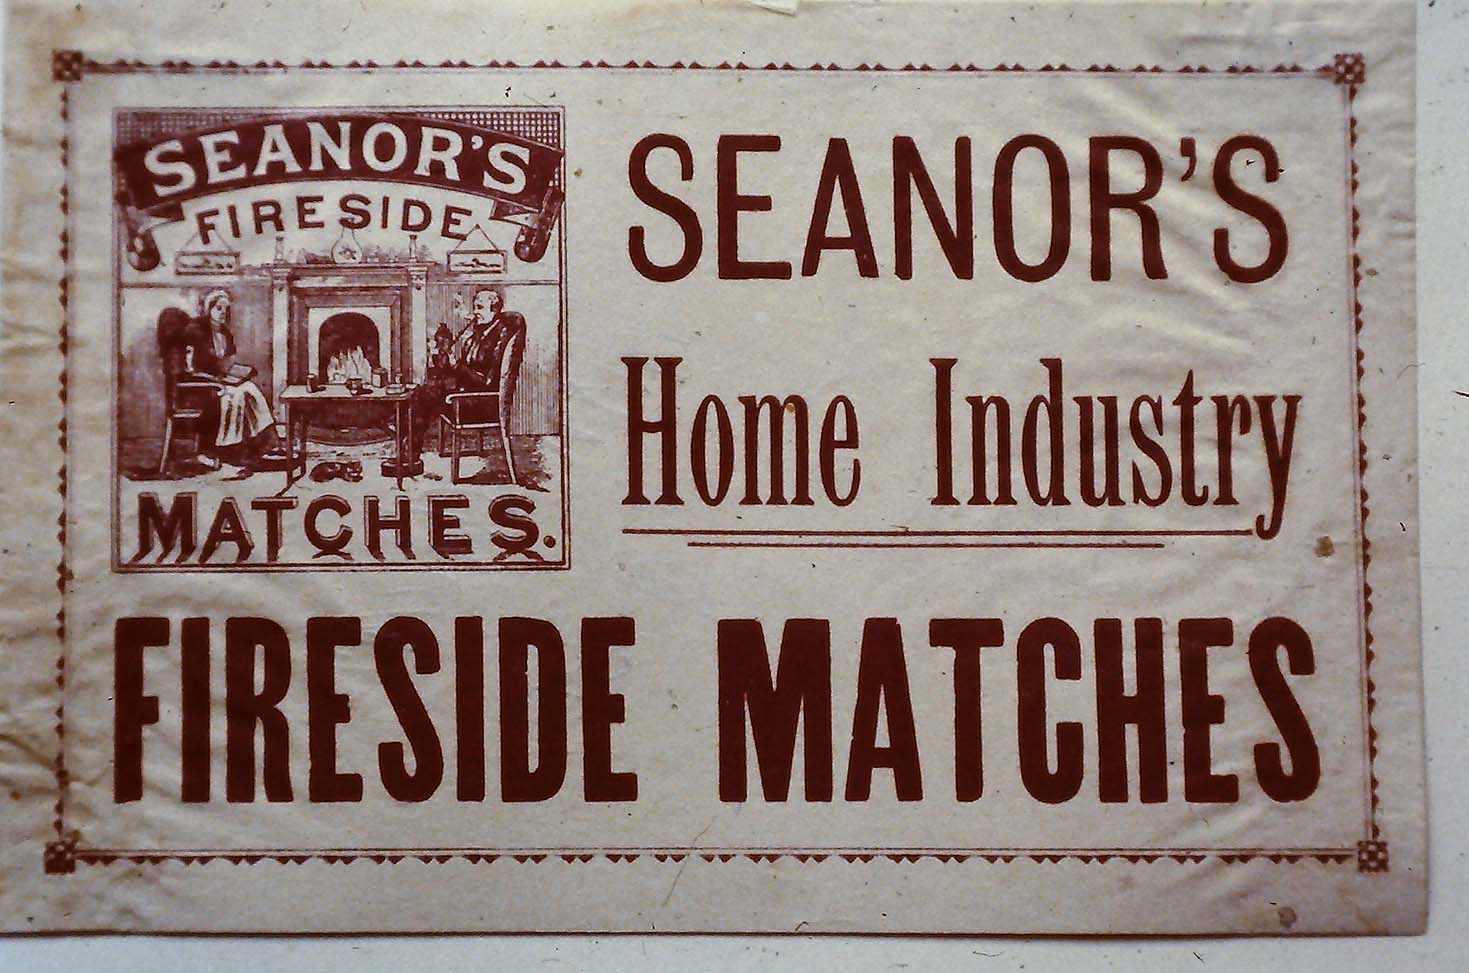 SEANOR'S
FIRESIDE
MATCHES.
SEANOR'S
Home Industry
FIRESIDE MATCHES